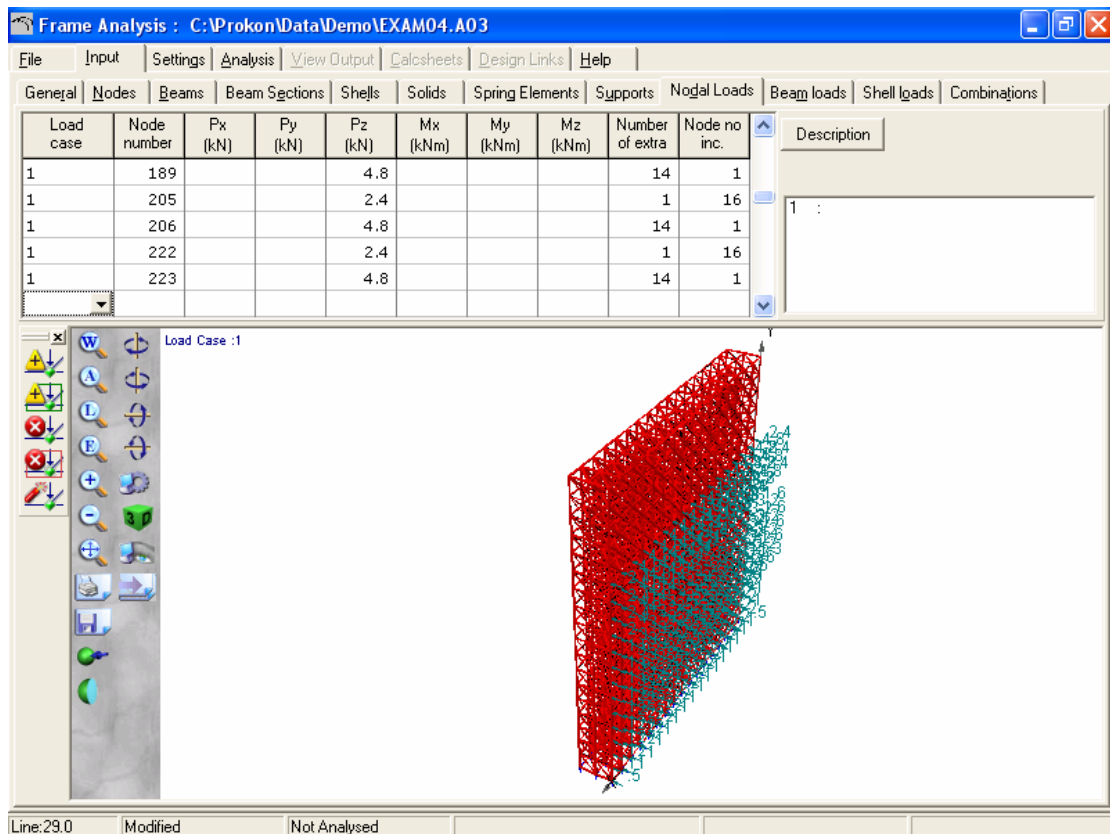 Frame Analysis : C:\Prokon\Data\Demo\EXAM04.A03
File Input Settings Analysis View Output Calcsheets Design Links Help
General Nodes Beams Beam Sections Shells Solids Spring Elements Supports Nodal Loads Beam loads Shell loads Combinations
Load case Node number Px (kN) Py (kN) Pz (kN) Mx (kNm) My (kNm) Mz (kNm) Number of extra Node no inc.
Description
1 189 4.8 14 1
1 205 2.4 1 16
1 206 4.8 14 1
1 222 2.4 1 16
1 223 4.8 14 1
1 :
Load Case :1
W
A
L
E
3 D
Y
2.4
.5
Line:29.0 Modified Not Analysed